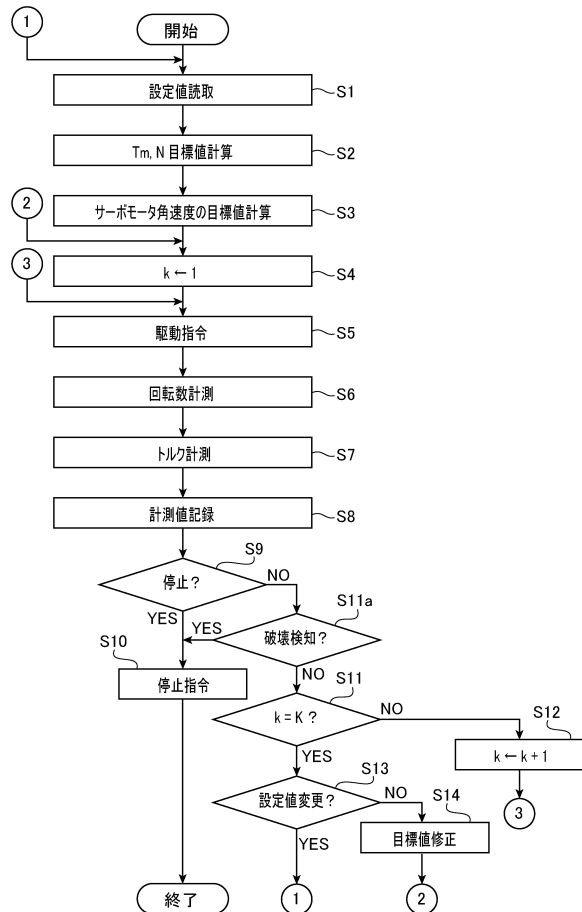 1
開始
設定値読取
S1
Tm, N 目標値計算
S2
サーボモータ角速度の目標値計算
S3
2
k ← 1
S4
3
駆動指令
S5
回転数計測
S6
トルク計測
S7
計測値記録
S8
停止?
S9
NO
YES
YES
破壊検知?
S11a
NO
S10
停止指令
k = K ?
S11
NO
YES
S12
k ← k + 1
3
設定値変更?
S13
NO
YES
S14
目標値修正
終了
1
2